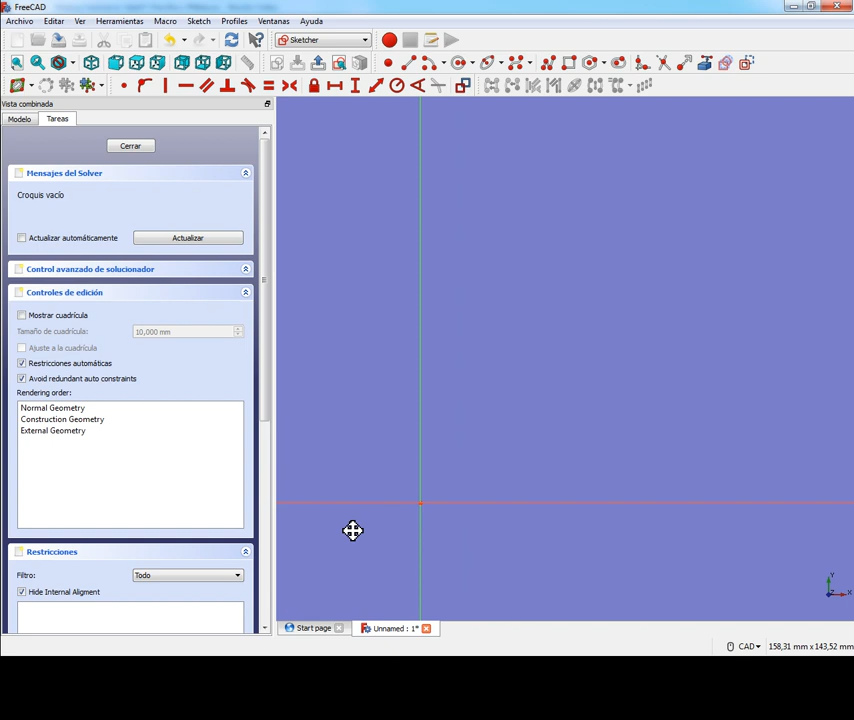 FreeCAD
Archivo Editar Ver Herramientas Macro Sketch Profiles Ventanas Ayuda
Sketcher
Vista combinada
Modelo Tareas
Cerrar
Mensajes del Solver
Croquis vacío
Actualizar automáticamente Actualizar
Control avanzado de solucionador
Controles de edición
Mostrar cuadrícula
Tamaño de cuadrícula: 10,000 mm
Ajuste a la cuadrícula
Restricciones automáticas
Avoid redundant auto constraints
Rendering order:
Normal Geometry
Construction Geometry
External Geometry
Restricciones
Filtro: Todo
Hide Internal Aligment
Y
Z X
Start page Unnamed : 1*
CAD 158,31 mm x 143,52 mm